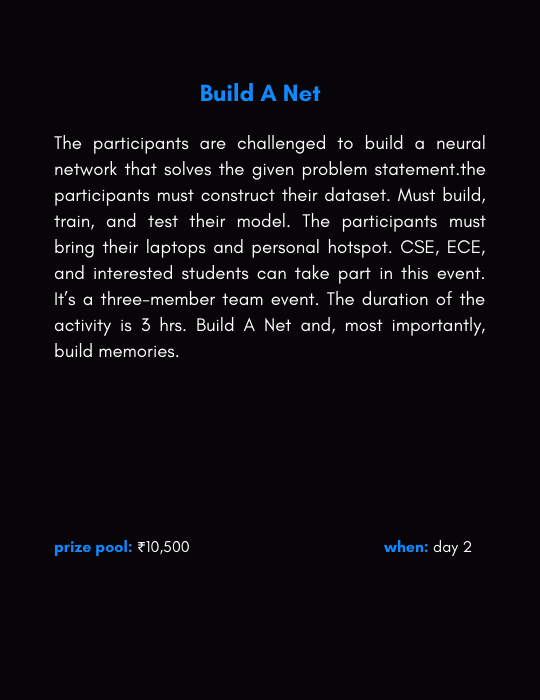 Build A Net
The participants are challenged to build a neural
network that solves the given problem statement.the
participants must construct their dataset. Must build,
train, and test their model. The participants must
bring their laptops and personal hotspot. CSE, ECE,
and interested students can take part in this event.
It’s a three-member team event. The duration of the
activity is 3 hrs. Build A Net and, most importantly,
build memories.
prize pool: ₹10,500 when: day 2